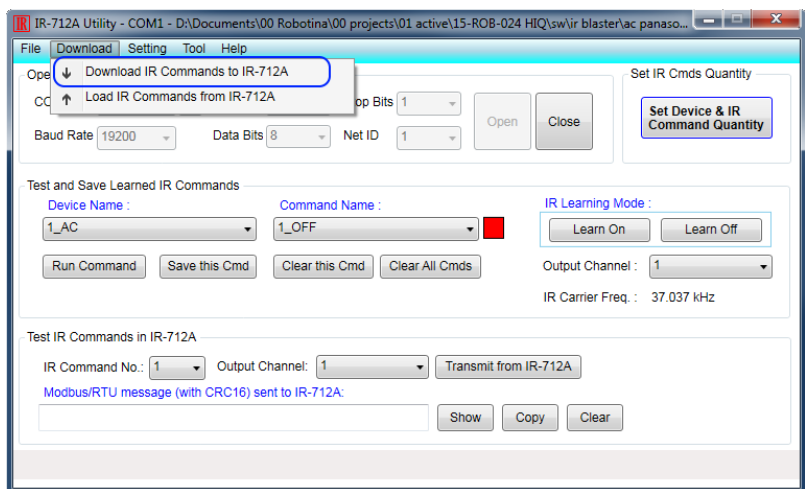 IR-712A Utility - COM1 - D:\Documents\00 Robotina\00 projects\01 active\15-ROB-024 HIQ\sw\ir blaster\ac panaso...
File Download Setting Tool Help
Download IR Commands to IR-712A
Load IR Commands from IR-712A
Set IR Cmds Quantity
Bits 1
Open
Close
Set Device & IR
Command Quantity
Baud Rate 19200 Data Bits 8 Net ID 1
Test and Save Learned IR Commands
Device Name : Command Name : IR Learning Mode :
1_AC 1_OFF Learn On Learn Off
Run Command Save this Cmd Clear this Cmd Clear All Cmds Output Channel : 1
IR Carrier Freq. : 37.037 kHz
Test IR Commands in IR-712A
IR Command No.: 1 Output Channel: 1 Transmit from IR-712A
Modbus/RTU message (with CRC16) sent to IR-712A:
Show Copy Clear